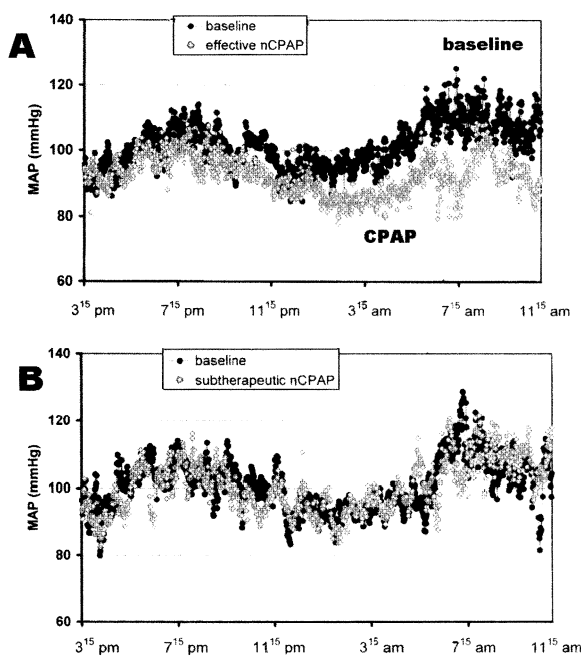 A
baseline
effective nCPAP
baseline
CPAP
MAP (mmHg)
140
120
100
80
60
3¹⁵ pm 7¹⁵ pm 11¹⁵ pm 3¹⁵ am 7¹⁵ am 11¹⁵ am
B
baseline
subtherapeutic nCPAP
MAP (mmHg)
140
120
100
80
60
3¹⁵ pm 7¹⁵ pm 11¹⁵ pm 3¹⁵ am 7¹⁵ am 11¹⁵ am